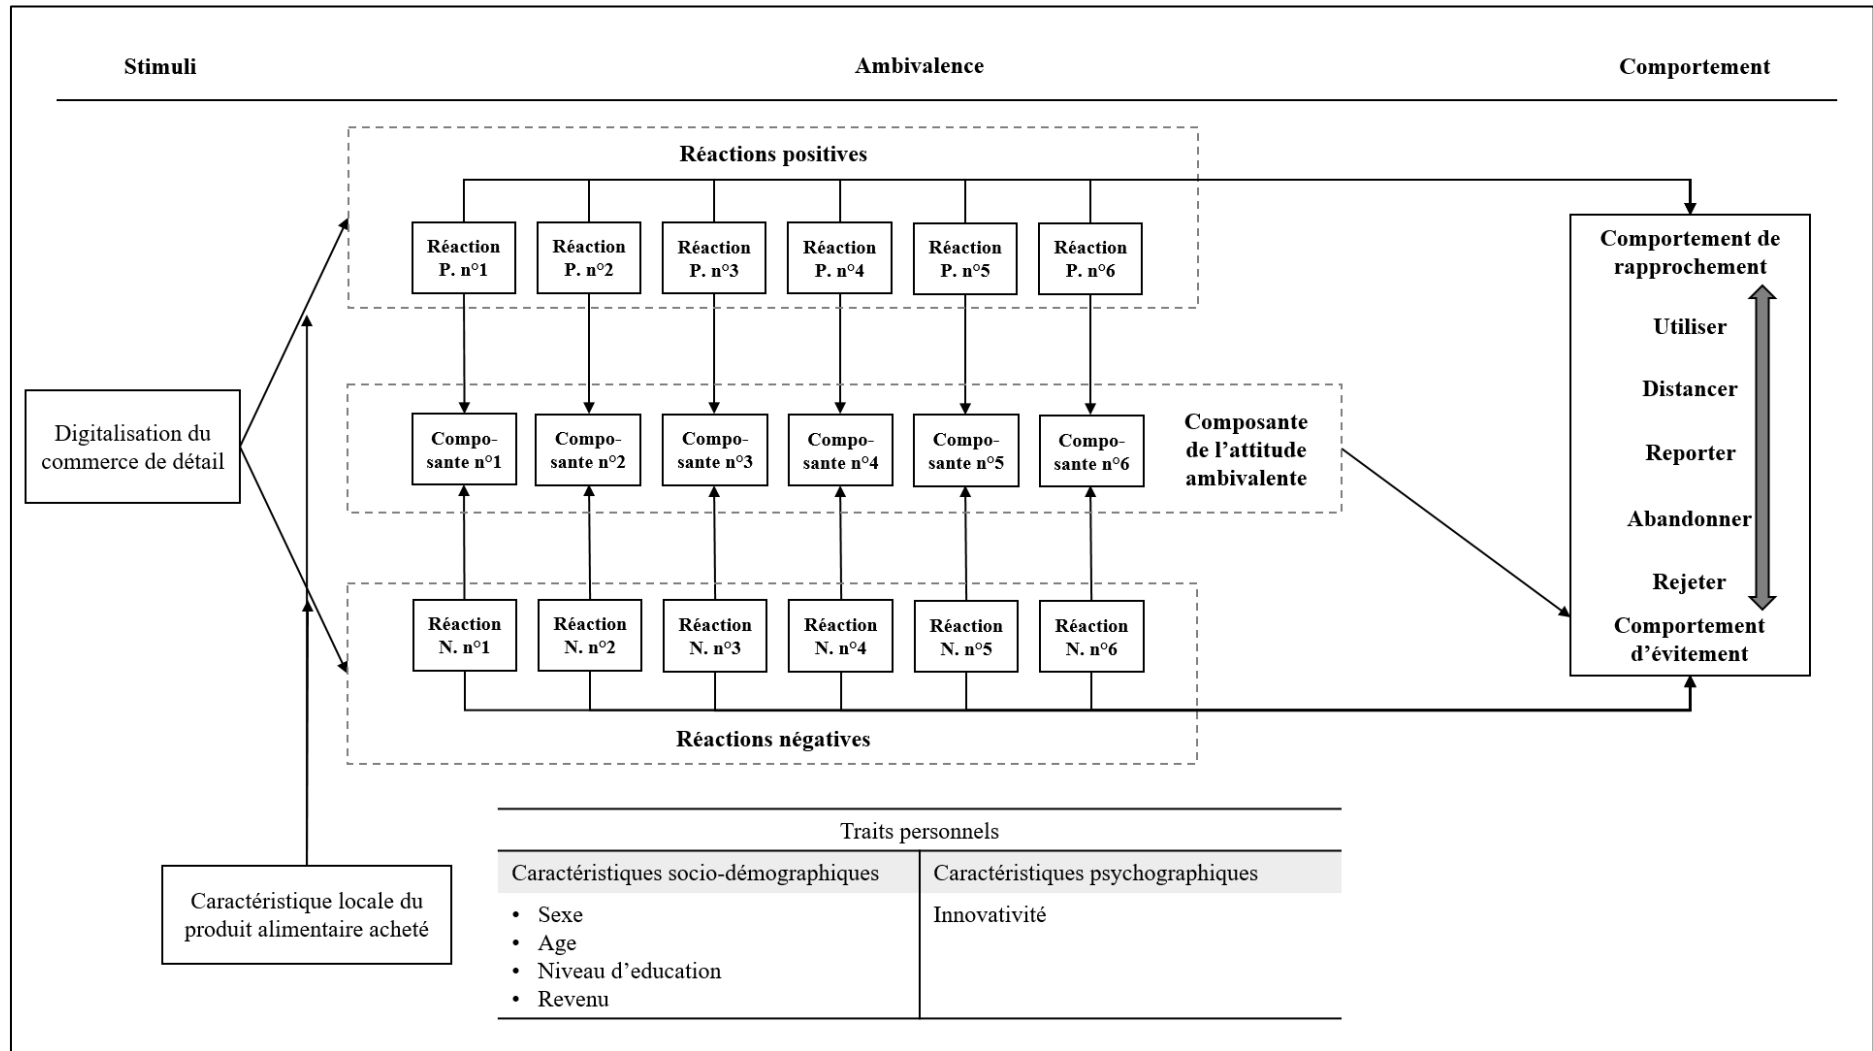 Stimuli
Ambivalence
Comportement
Réactions positives
Réaction
P. n°1
Réaction
P. n°2
Réaction
P. n°3
Réaction
P. n°4
Réaction
P. n°5
Réaction
P. n°6
Comportement de
rapprochement
Utiliser
Distancer
Reporter
Abandonner
Rejeter
Comportement
d’évitement
Digitalisation du
commerce de détail
Compo-
sante n°1
Compo-
sante n°2
Compo-
sante n°3
Compo-
sante n°4
Compo-
sante n°5
Compo-
sante n°6
Composante
de l’attitude
ambivalente
Réaction
N. n°1
Réaction
N. n°2
Réaction
N. n°3
Réaction
N. n°4
Réaction
N. n°5
Réaction
N. n°6
Réactions négatives
Caractéristique locale du
produit alimentaire acheté
Traits personnels
Caractéristiques socio-démographiques
Caractéristiques psychographiques
• Sexe
• Age
• Niveau d’education
• Revenu
Innovativité